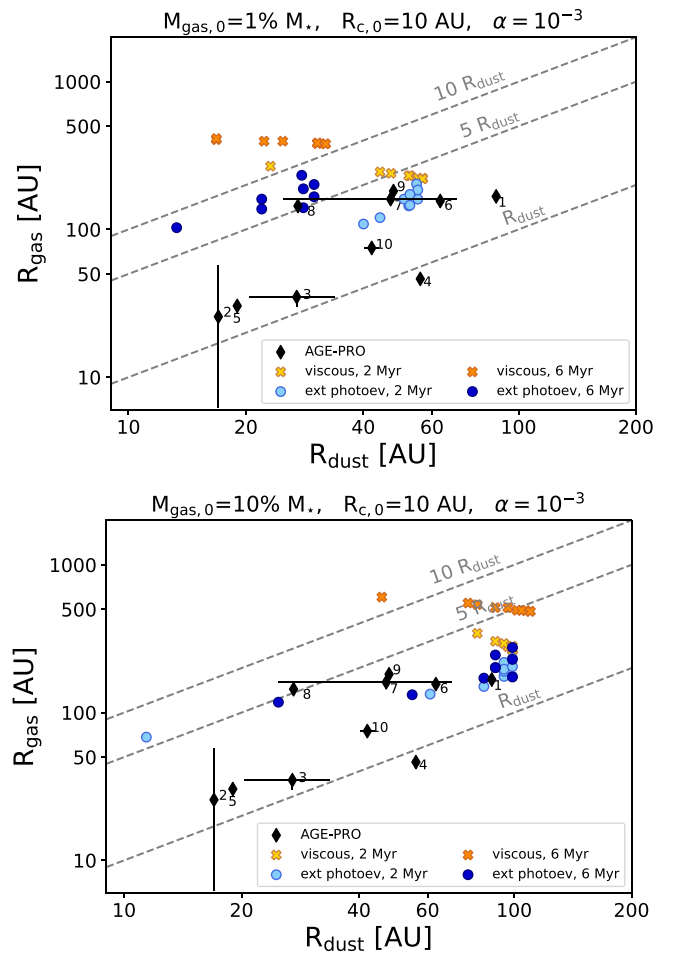 M_gas,0=1% M⋆, R_c,0=10 AU, α=10⁻³
1000
500
100
50
10
R_gas [AU]
10 R_dust
5 R_dust
R_dust
9
8
7
6
1
10
4
3
2
5
AGE-PRO
viscous, 2 Myr
viscous, 6 Myr
ext photoev, 2 Myr
ext photoev, 6 Myr
10 20 40 60 100 200
R_dust [AU]
M_gas,0=10% M⋆, R_c,0=10 AU, α=10⁻³
1000
500
100
50
10
R_gas [AU]
10 R_dust
5 R_dust
R_dust
9
8
7
6
1
10
4
3
2
5
AGE-PRO
viscous, 2 Myr
viscous, 6 Myr
ext photoev, 2 Myr
ext photoev, 6 Myr
10 20 40 60 100 200
R_dust [AU]